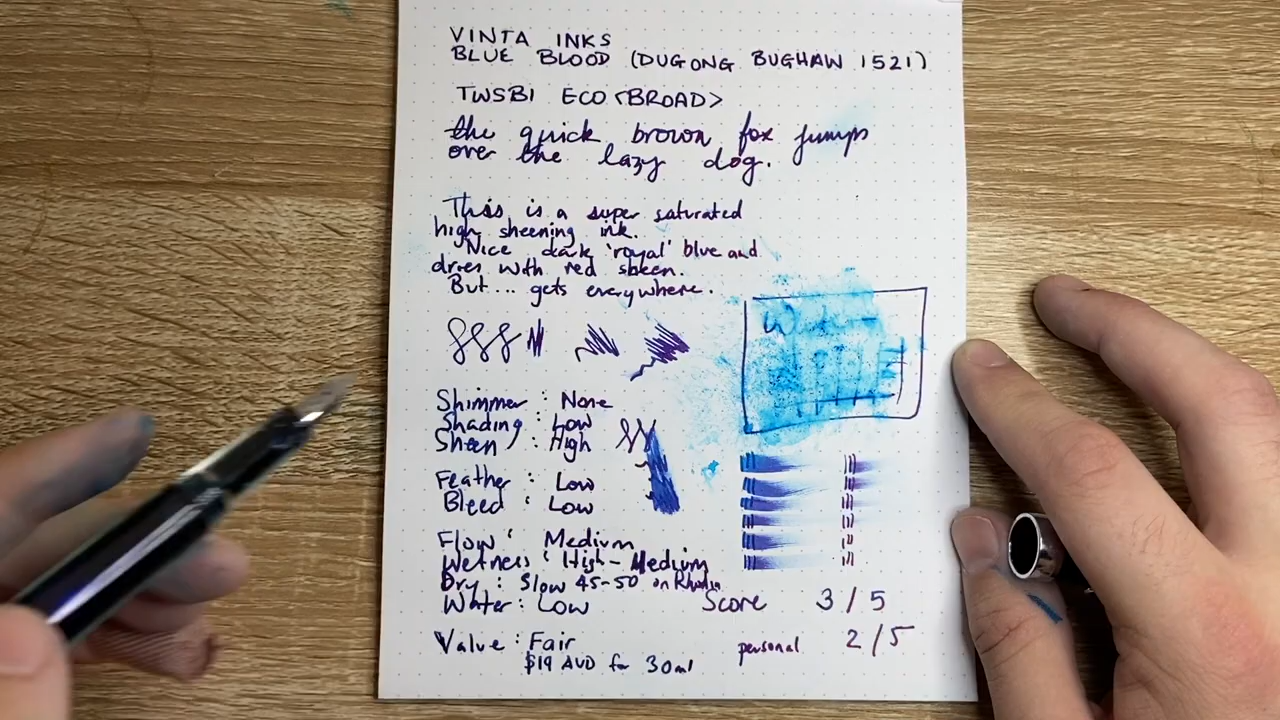 VINTA INKS
BLUE BLOOD (DUGONG BUGHAW 1521)
TWSBI ECO <BROAD>
the quick brown fox jumps
over the lazy dog.
This is a super saturated
high sheening ink.
Nice dark 'royal' blue and
dries with red sheen.
But... gets everywhere.
Water
Shimmer : None
Shading : Low
Sheen : High
Feather : Low
Bleed : Low
Flow : Medium
Wetness : High - Medium
Dry : Slow 45-50 on Rhodia
Water : Low
Score 3/5
Value : Fair
$19 AUD for 30ml
personal 2/5